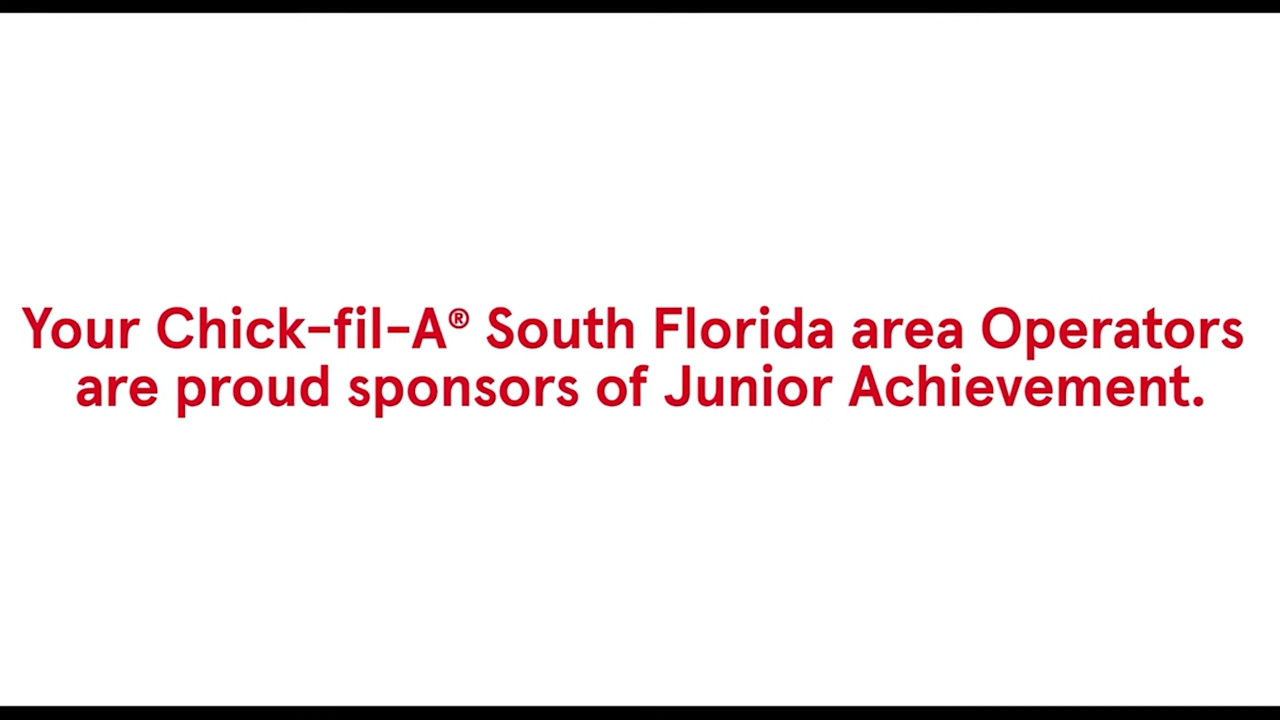 Your Chick-fil-A® South Florida area Operators
are proud sponsors of Junior Achievement.